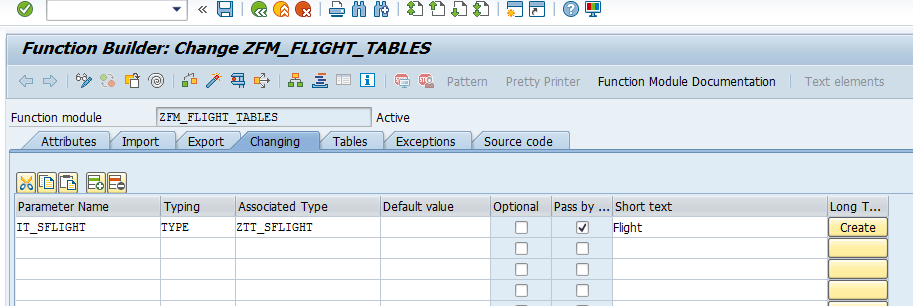 Function Builder: Change ZFM_FLIGHT_TABLES
Pattern Pretty Printer Function Module Documentation Text elements
Function module ZFM_FLIGHT_TABLES Active
Attributes Import Export Changing Tables Exceptions Source code
Parameter Name Typing Associated Type Default value Optional Pass by ... Short text Long T...
IT_SFLIGHT TYPE ZTT_SFLIGHT Flight Create